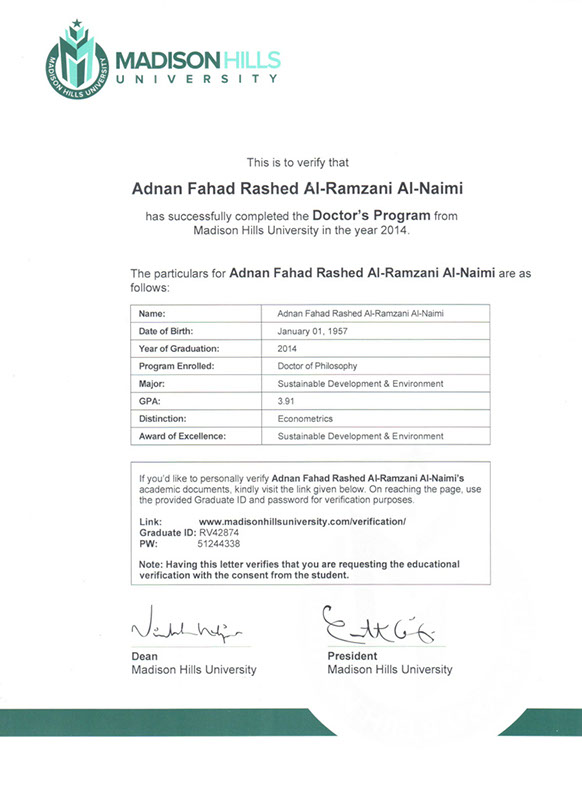 MADISON HILLS UNIVERSITY
MADISONHILLS
UNIVERSITY
This is to verify that
Adnan Fahad Rashed Al-Ramzani Al-Naimi
has successfully completed the Doctor's Program from
Madison Hills University in the year 2014.
The particulars for Adnan Fahad Rashed Al-Ramzani Al-Naimi are as
follows:
Name: Adnan Fahad Rashed Al-Ramzani Al-Naimi
Date of Birth: January 01, 1957
Year of Graduation: 2014
Program Enrolled: Doctor of Philosophy
Major: Sustainable Development & Environment
GPA: 3.91
Distinction: Econometrics
Award of Excellence: Sustainable Development & Environment
If you'd like to personally verify Adnan Fahad Rashed Al-Ramzani Al-Naimi's
academic documents, kindly visit the link given below. On reaching the page, use
the provided Graduate ID and password for verification purposes.
Link: www.madisonhillsuniversity.com/verification/
Graduate ID: RV42874
PW: 51244338
Note: Having this letter verifies that you are requesting the educational
verification with the consent from the student.
Dean President
Madison Hills University Madison Hills University